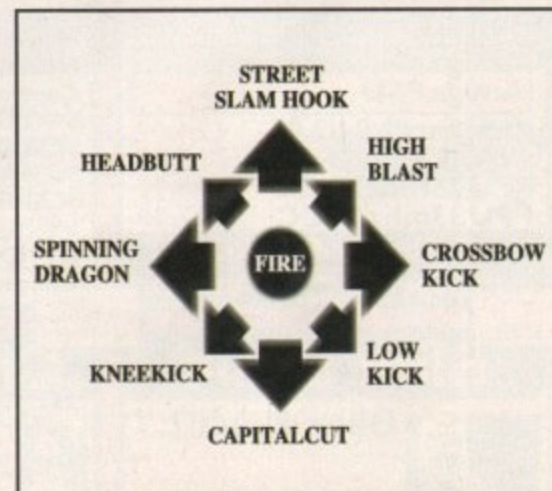 STREET
SLAM HOOK
HEADBUTT
HIGH
BLAST
SPINNING
DRAGON
FIRE
CROSSBOW
KICK
KNEEKICK
LOW
KICK
CAPITALCUT